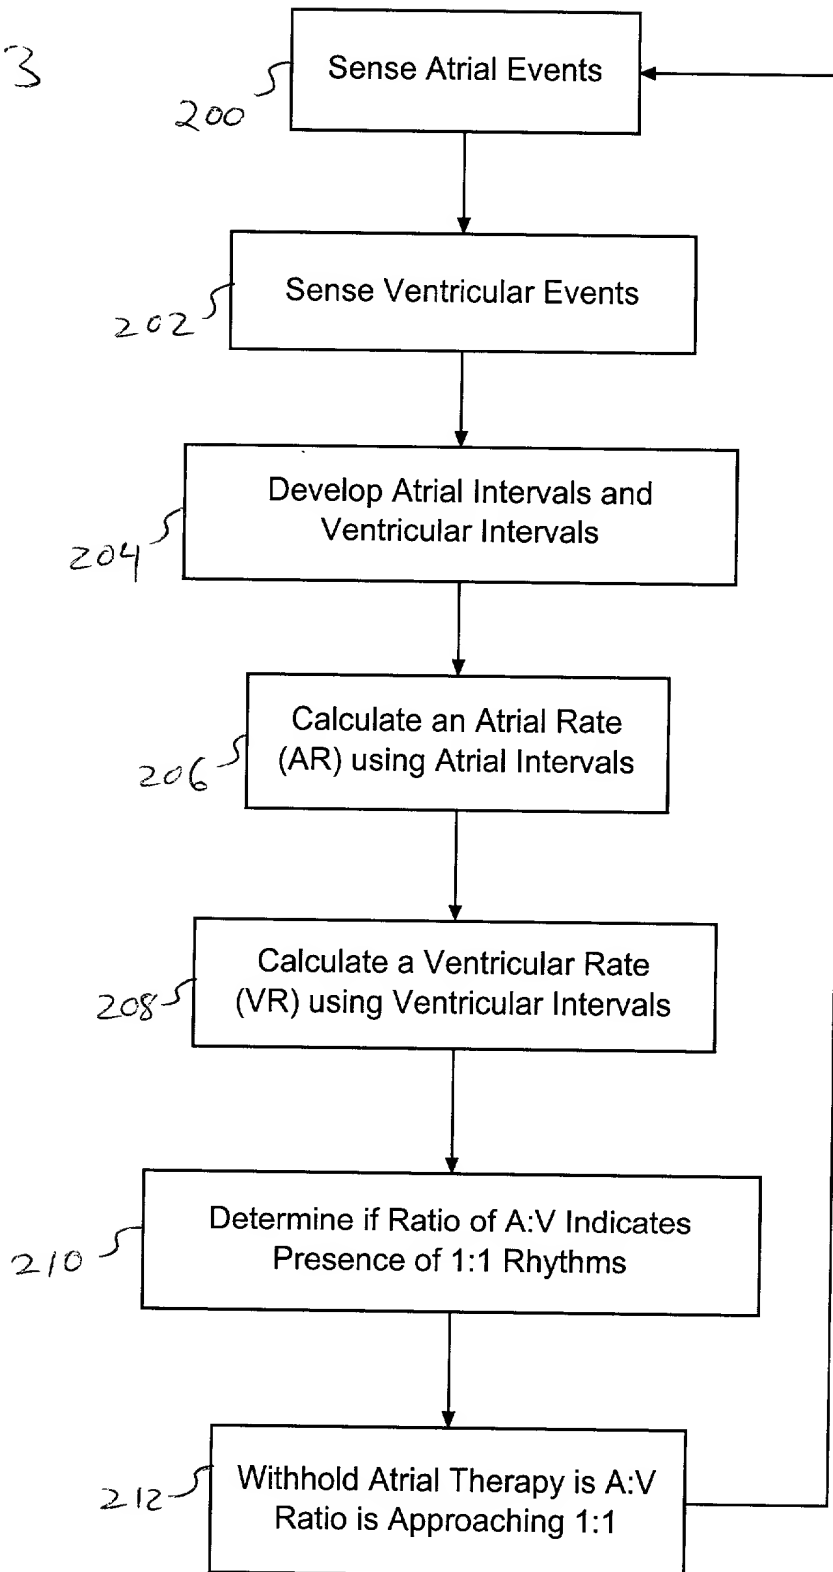 3
Sense Atrial Events
200
Sense Ventricular Events
202
Develop Atrial Intervals and
Ventricular Intervals
204
Calculate an Atrial Rate
(AR) using Atrial Intervals
206
Calculate a Ventricular Rate
(VR) using Ventricular Intervals
208
Determine if Ratio of A:V Indicates
Presence of 1:1 Rhythms
210
Withhold Atrial Therapy is A:V
Ratio is Approaching 1:1
212